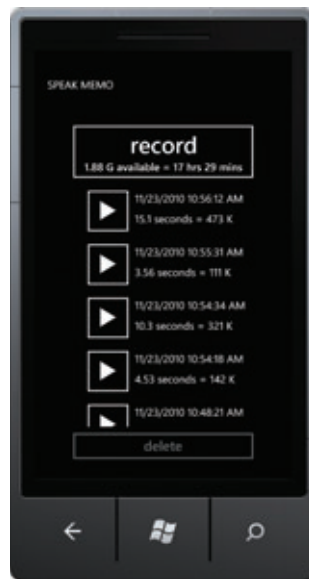 SPEAK MEMO
record
1.88 G available = 17 hrs 29 mins
11/23/2010 10:56:12 AM
15.1 seconds = 473 K
11/23/2010 10:55:31 AM
3.56 seconds = 111 K
11/23/2010 10:54:34 AM
10.3 seconds = 321 K
11/23/2010 10:54:18 AM
4.53 seconds = 142 K
11/23/2010 10:48:21 AM
delete